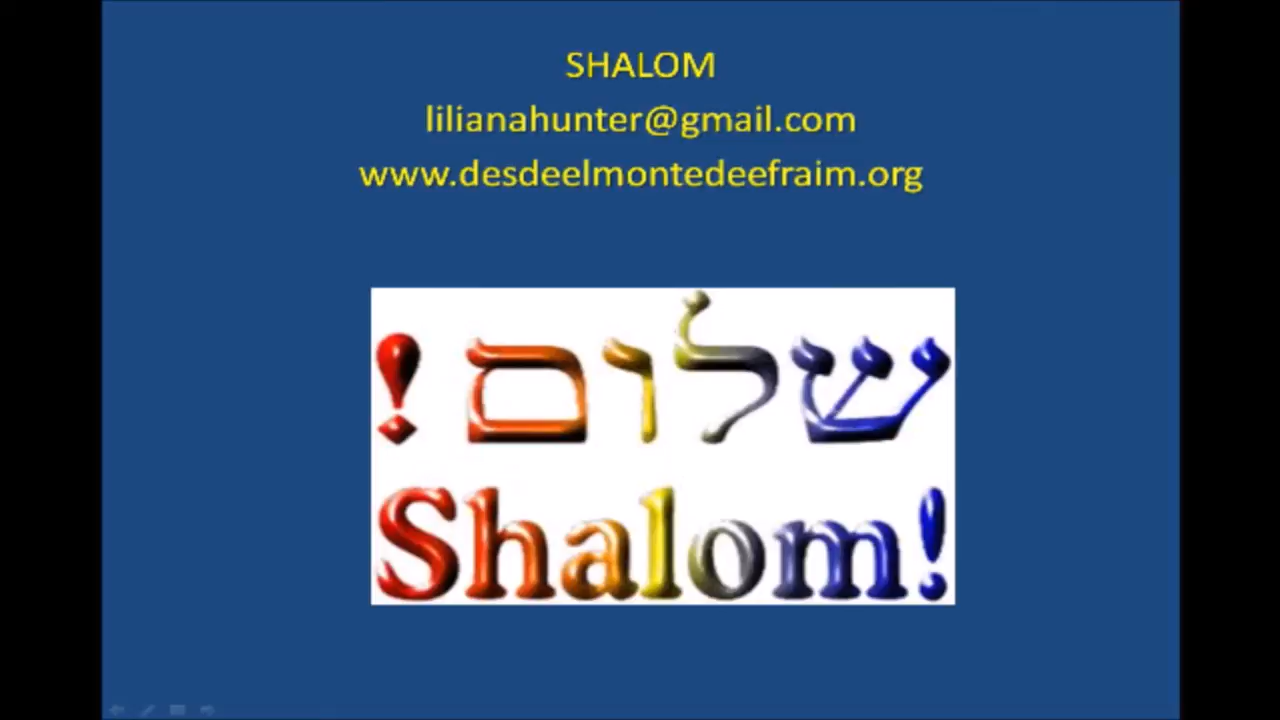 SHALOM
lilianahunter@gmail.com
www.desdeelmontedeefraim.org
שלום!
Shalom!